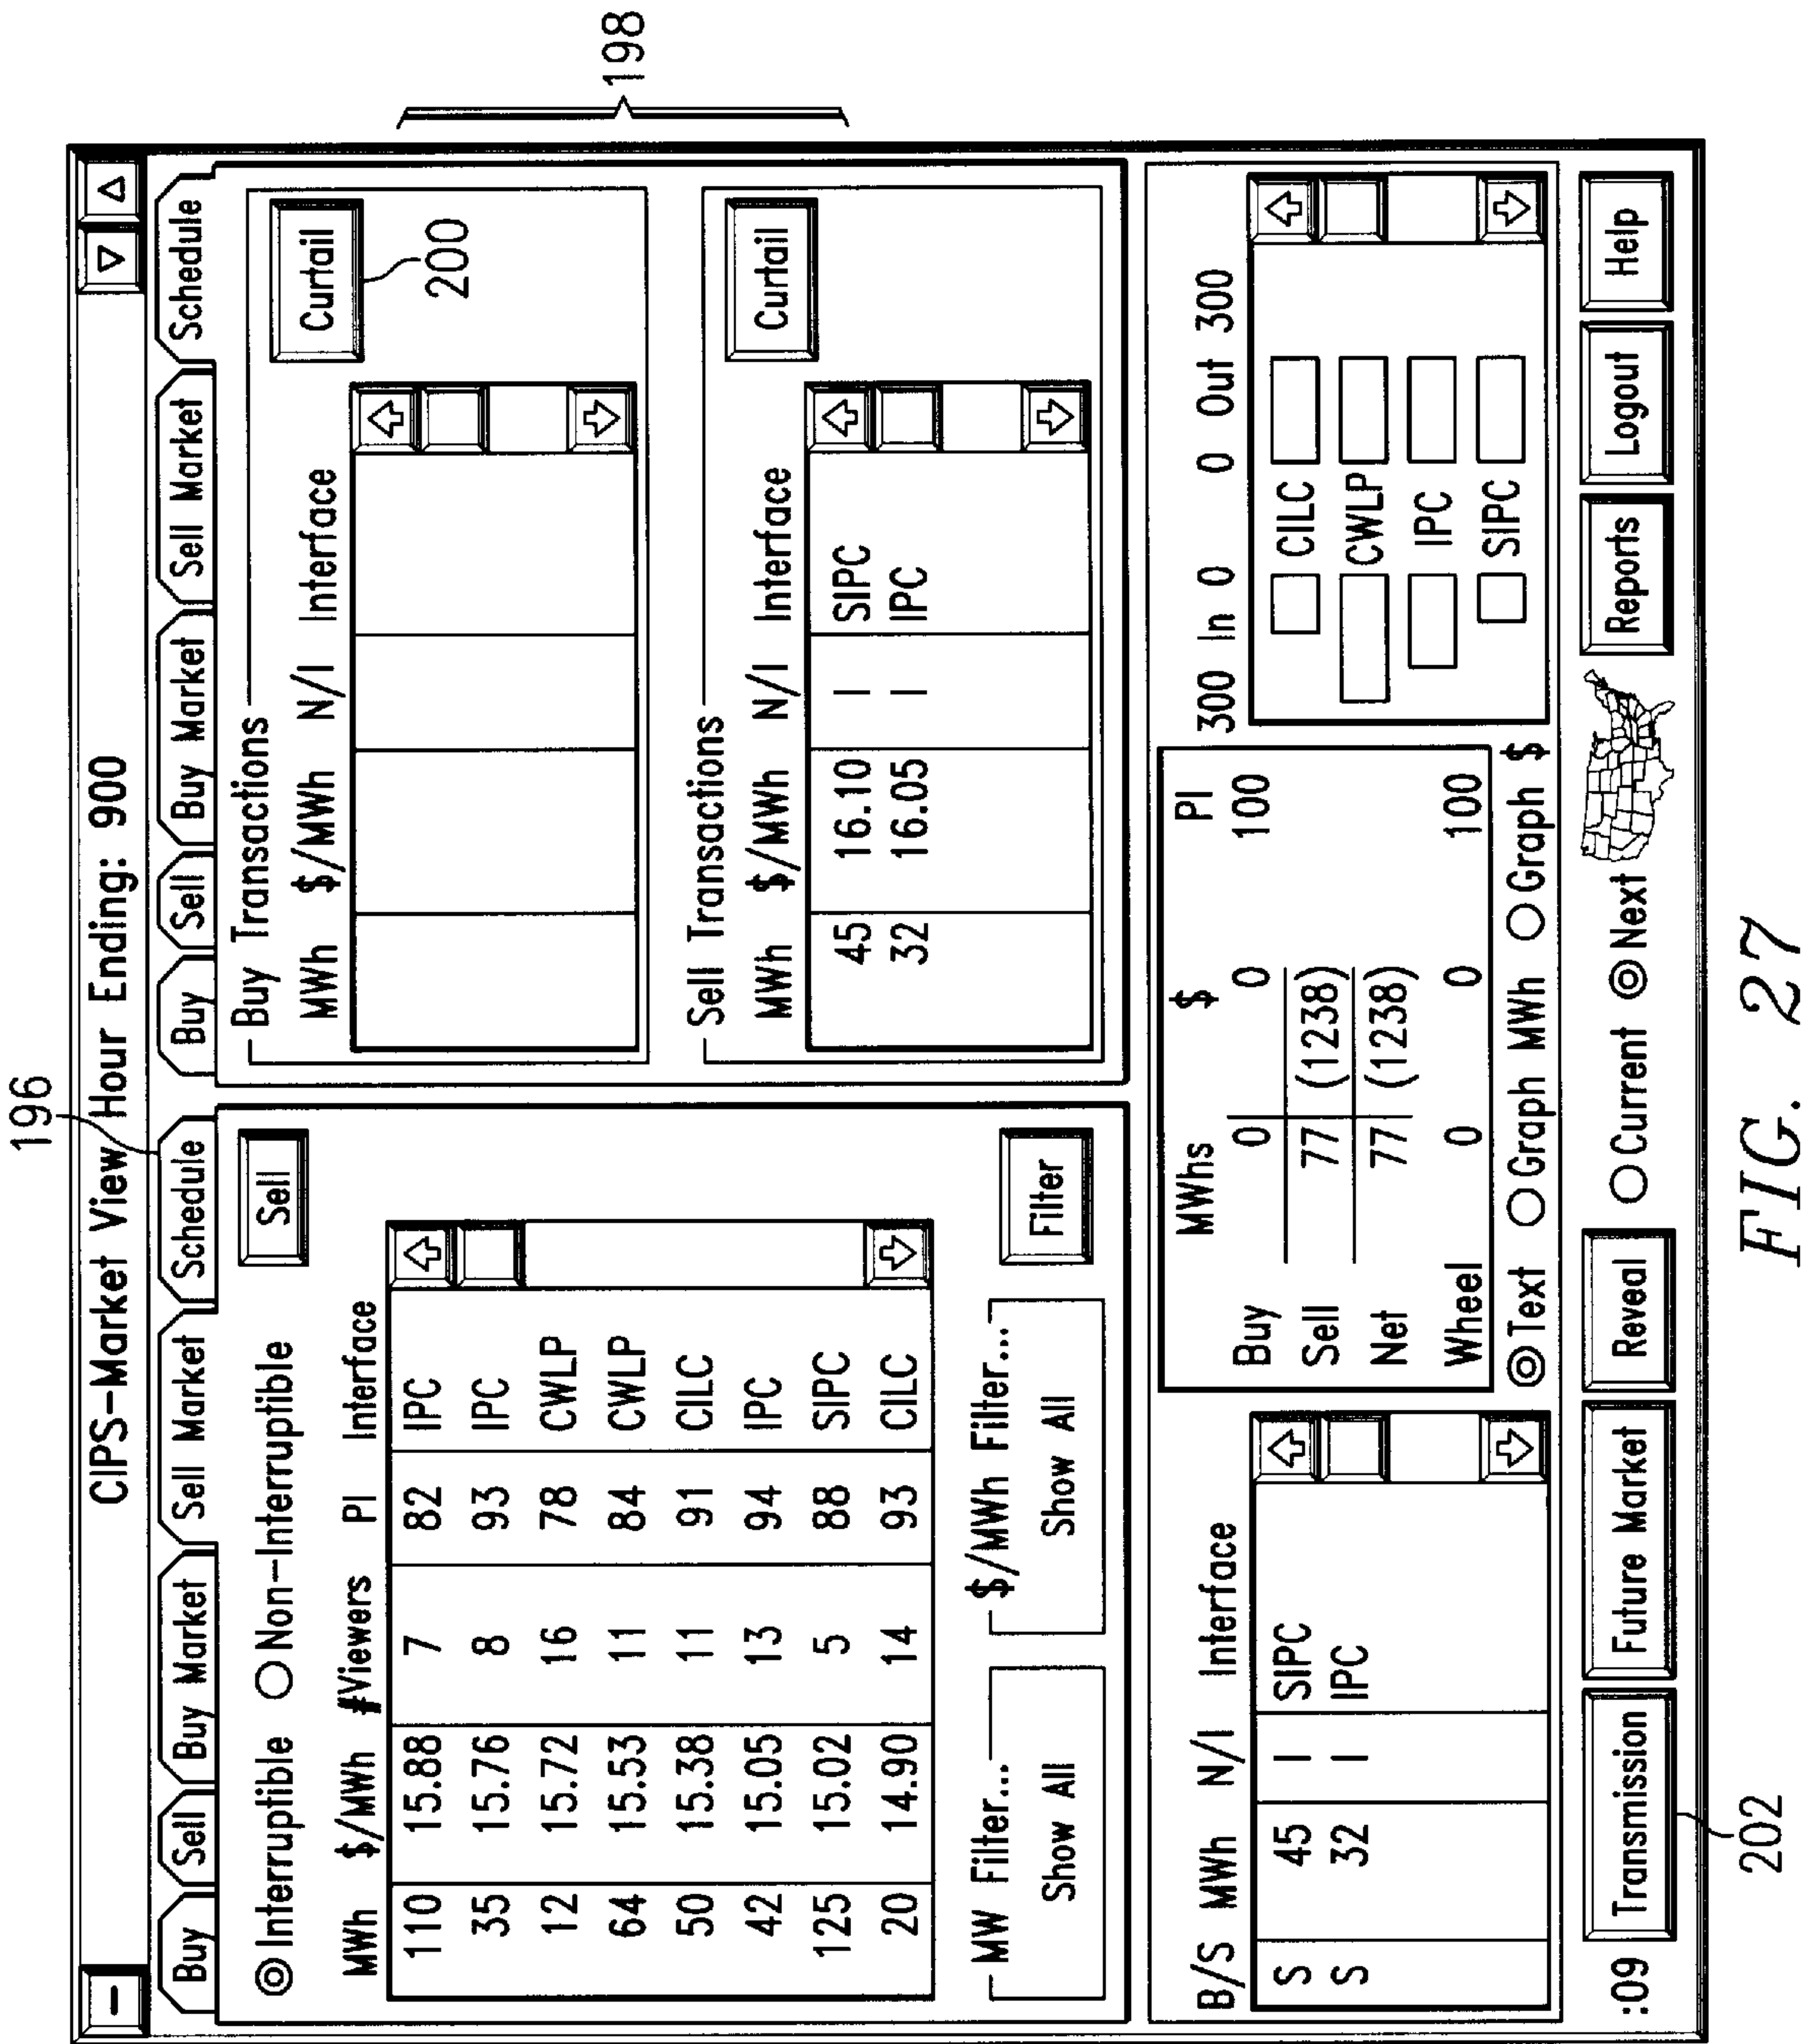 196
CIPS-Market View Hour Ending: 900
Buy Sell Buy Market Sell Market Schedule
Interruptible Non-Interruptible Sell
MWh $/MWh #Viewers PI Interface
110 15.88 7 82 IPC
35 15.76 8 93 IPC
12 15.72 16 78 CWLP
64 15.53 11 84 CWLP
50 15.38 11 91 CILC
42 15.05 13 94 IPC
125 15.02 5 88 SIPC
20 14.90 14 93 CILC
MW Filter... $/MWh Filter... Filter
Show All Show All
Buy Sell Buy Market Sell Market Schedule
Buy Transactions
MWh $/MWh N/I Interface
Curtail
200
Sell Transactions
MWh $/MWh N/I Interface
45 16.10 I SIPC
32 16.05 I IPC
Curtail
198
B/S MWh N/I Interface
S 45 I SIPC
S 32 I IPC
MWhs $ PI
Buy 0 0 100
Sell 77 (1238)
Net 77 (1238)
Wheel 0 0 100
Text Graph MWh Graph $
300 In 0 0 Out 300
CILC
CWLP
IPC
SIPC
:09 Transmission Future Market Reveal Current Next Reports Logout Help
202
FIG. 27